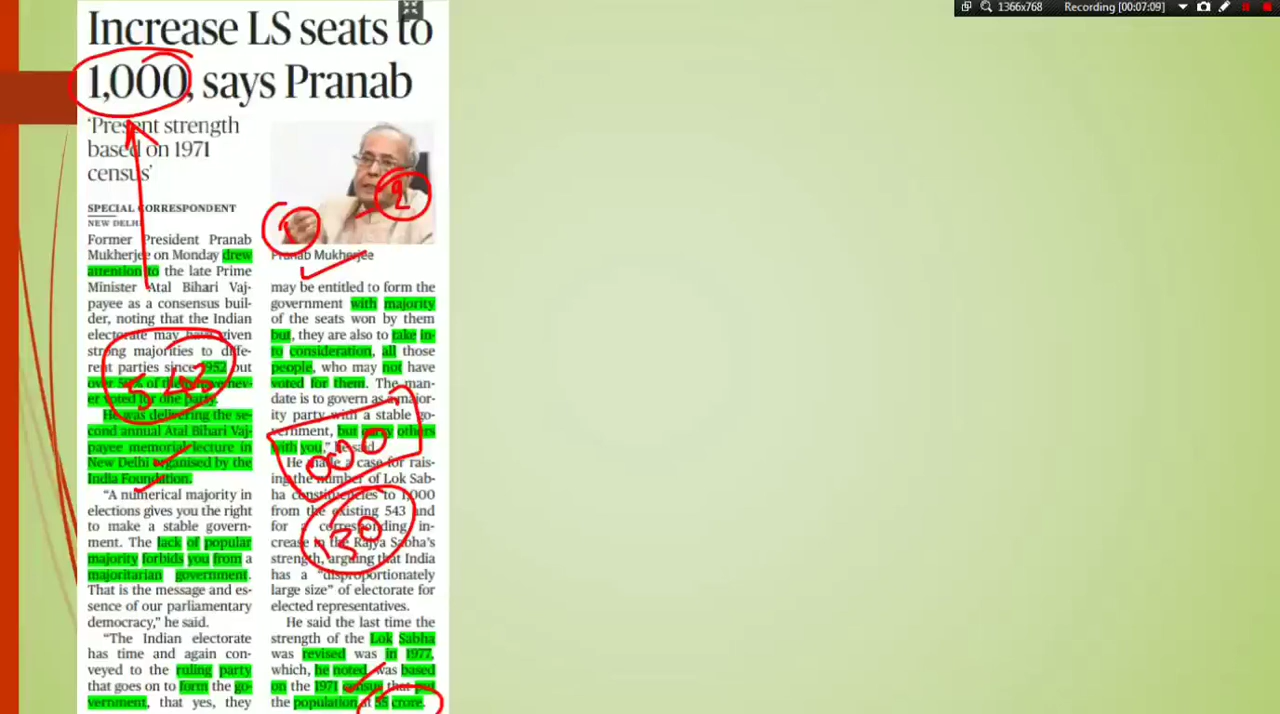 1366x768
Recording [00:07:09]
Increase LS seats to
1,000, says Pranab
'Present strength
based on 1971
census'
SPECIAL CORRESPONDENT
NEW DELHI
Former President Pranab
Mukherjee on Monday drew
attention to the late Prime
Minister Atal Bihari Vaj-
payee as a consensus buil-
der, noting that the Indian
electorate may have given
strong majorities to diffe-
rent parties since 1952 but
over 50% of them have nev-
er voted for one party.
He was delivering the se-
cond annual Atal Bihari Vaj-
payee memorial lecture in
New Delhi organised by the
India Foundation.
"A numerical majority in
elections gives you the right
to make a stable govern-
ment. The lack of popular
majority forbids you from a
majoritarian government.
That is the message and es-
sence of our parliamentary
democracy," he said.
"The Indian electorate
has time and again con-
veyed to the ruling party
that goes on to form the go-
vernment, that yes, they
543
1
2
Pranab Mukherjee
may be entitled to form the
government with majority
of the seats won by them
but, they are also to take in-
to consideration, all those
people, who may not have
voted for them. The man-
date is to govern as a major-
ity party with a stable go-
vernment, but carry others
with you," he said.
He made a case for rais-
ing the number of Lok Sab-
ha constituencies to 1,000
from the existing 543 and
for a corresponding in-
crease in the Rajya Sabha's
strength, arguing that India
has a "disproportionately
large size" of electorate for
elected representatives.
He said the last time the
strength of the Lok Sabha
was revised was in 1977,
which, he noted, was based
on the 1971 census that put
the population at 55 crore.
000
130